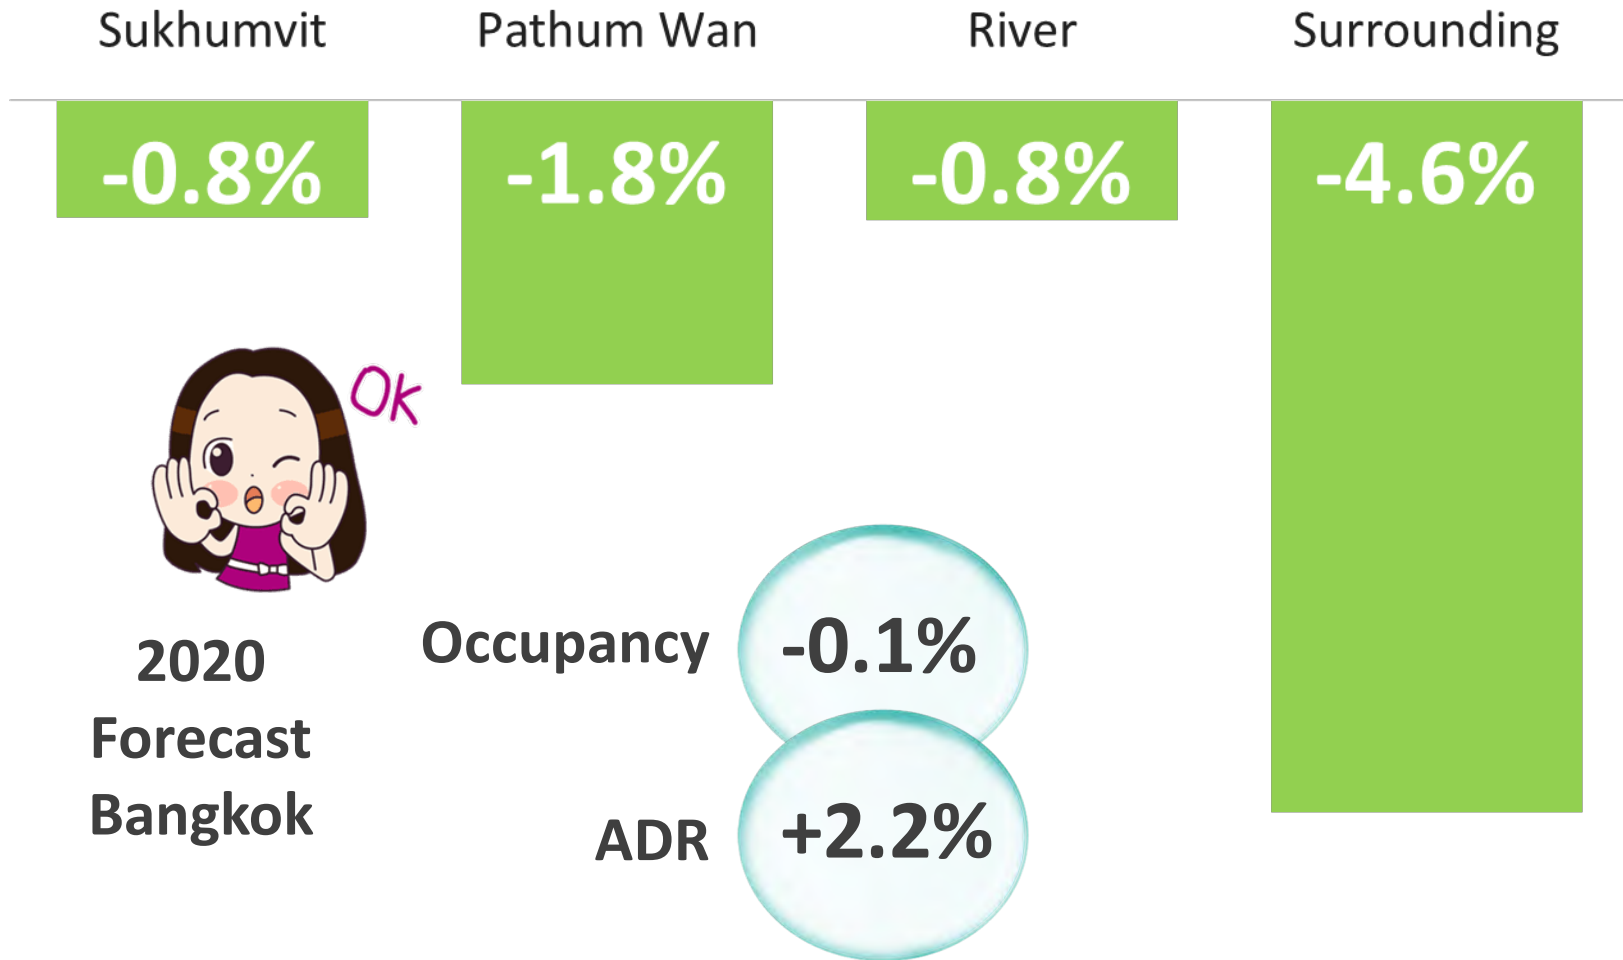 Sukhumvit
Pathum Wan
River
Surrounding
-0.8%
-1.8%
-0.8%
-4.6%
OK
2020
Forecast
Bangkok
Occupancy
-0.1%
ADR
+2.2%